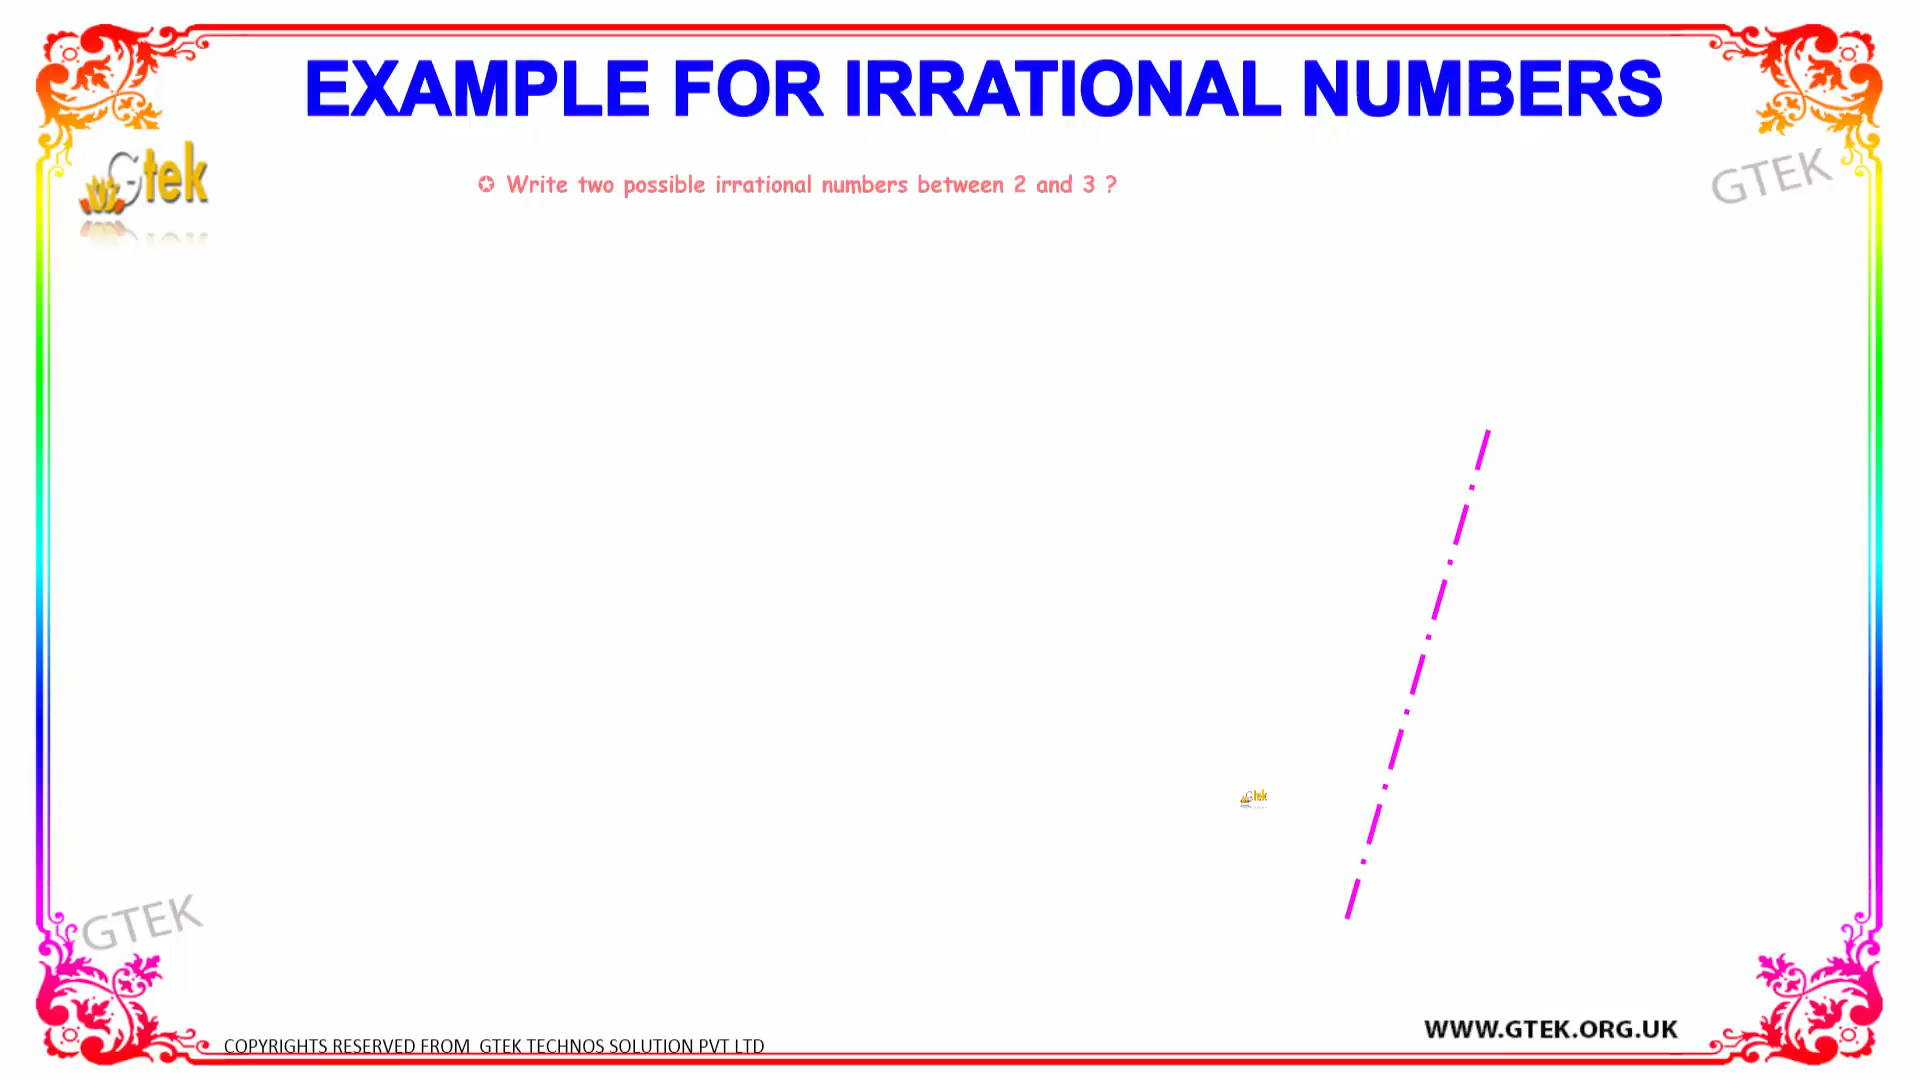 EXAMPLE FOR IRRATIONAL NUMBERS
Gtek
GTEK
✪ Write two possible irrational numbers between 2 and 3 ?
Gtek
GTEK
WWW.GTEK.ORG.UK
COPYRIGHTS RESERVED FROM GTEK TECHNOS SOLUTION PVT LTD